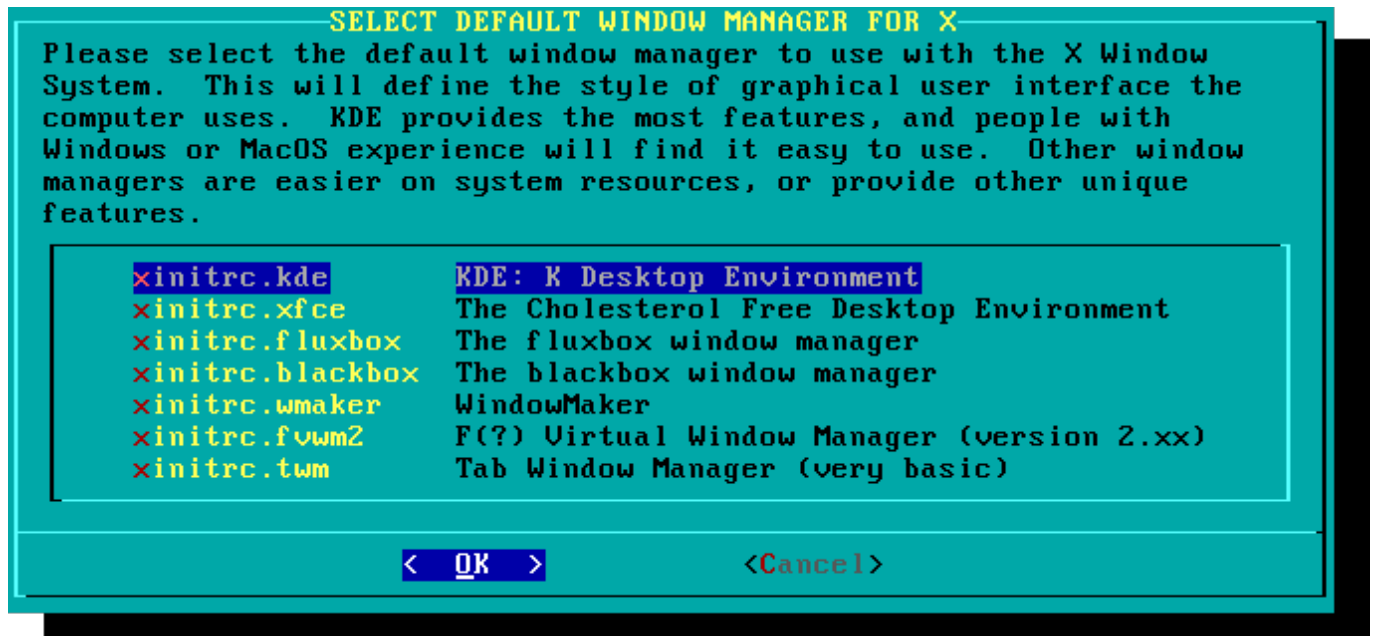 SELECT DEFAULT WINDOW MANAGER FOR X
Please select the default window manager to use with the X Window
System.  This will define the style of graphical user interface the
computer uses.  KDE provides the most features, and people with
Windows or MacOS experience will find it easy to use.  Other window
managers are easier on system resources, or provide other unique
features.
xinitrc.kde KDE: K Desktop Environment
xinitrc.xfce The Cholesterol Free Desktop Environment
xinitrc.fluxbox The fluxbox window manager
xinitrc.blackbox The blackbox window manager
xinitrc.wmaker WindowMaker
xinitrc.fvwm2 F(?) Virtual Window Manager (version 2.xx)
xinitrc.twm Tab Window Manager (very basic)
< OK > <Cancel>